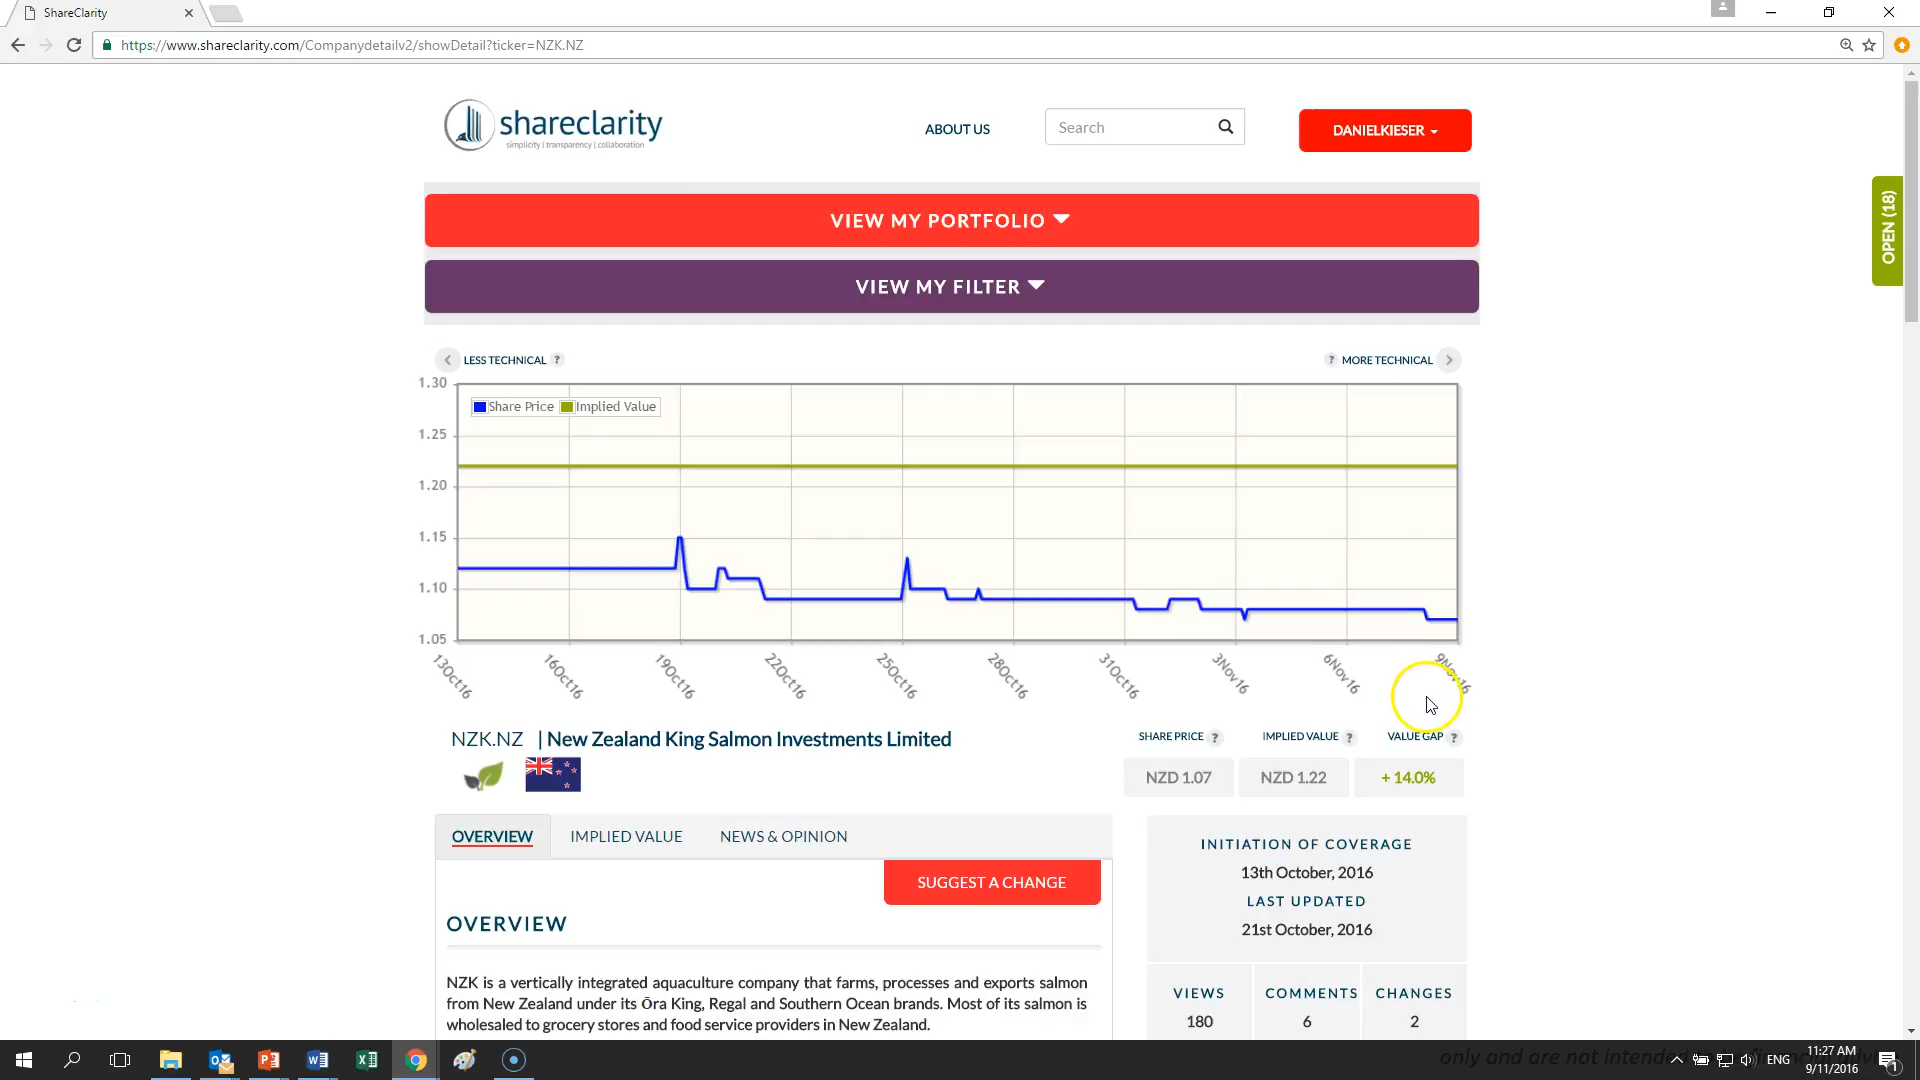 ShareClarity
https://www.shareclarity.com/Companydetailv2/showDetail?ticker=NZK.NZ
shareclarity
simplicity | transparency | collaboration
ABOUT US
Search
DANIELKIESER
OPEN (18)
VIEW MY PORTFOLIO
VIEW MY FILTER
LESS TECHNICAL ?
? MORE TECHNICAL
Share Price Implied Value
1.30
1.25
1.20
1.15
1.10
1.05
13Oct16 16Oct16 19Oct16 22Oct16 25Oct16 28Oct16 31Oct16 3Nov16 6Nov16 9Nov16
NZK.NZ | New Zealand King Salmon Investments Limited
SHARE PRICE ? IMPLIED VALUE ? VALUE GAP ?
NZD 1.07 NZD 1.22 + 14.0%
OVERVIEW IMPLIED VALUE NEWS & OPINION
SUGGEST A CHANGE
OVERVIEW
NZK is a vertically integrated aquaculture company that farms, processes and exports salmon
from New Zealand under its Ōra King, Regal and Southern Ocean brands. Most of its salmon is
wholesaled to grocery stores and food service providers in New Zealand.
INITIATION OF COVERAGE
13th October, 2016
LAST UPDATED
21st October, 2016
VIEWS COMMENTS CHANGES
180 6 2
only and are not intended
ENG
11:27 AM
9/11/2016
1